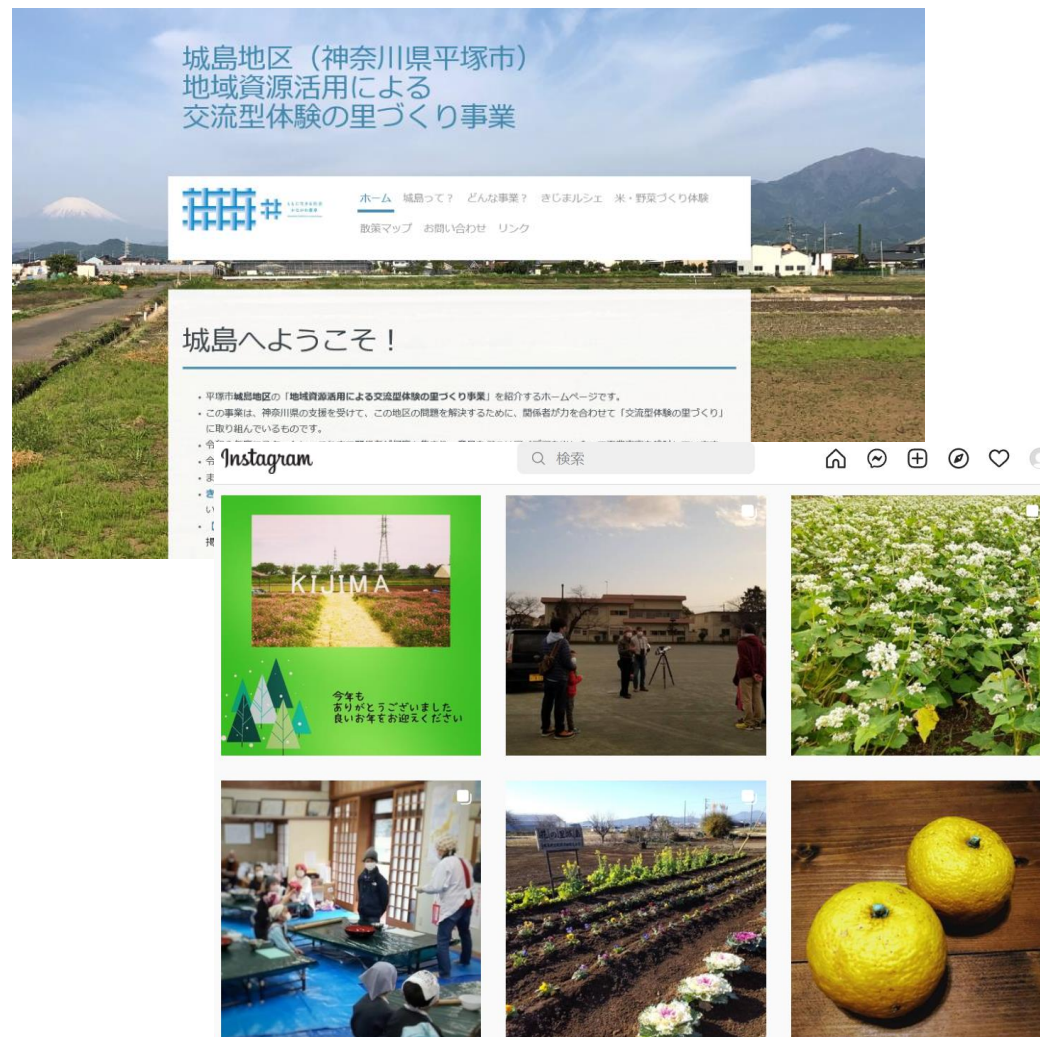 城島地区（神奈川県平塚市）
地域資源活用による
交流型体験の里づくり事業
ホーム 城島って？ どんな事業？ きじまルシェ 米・野菜づくり体験
散策マップ お問い合わせ リンク
城島へようこそ！
・平塚市城島地区の「地域資源活用による交流型体験の里づくり事業」を紹介するホームページです。
・この事業は、神奈川県の支援を受けて、この地区の問題を解決するために、関係者が力を合わせて「交流型体験の里づくり」
に取り組んでいるものです。
Instagram
検索
KIJIMA
今年も
ありがとうございました
良いお年をお迎えください